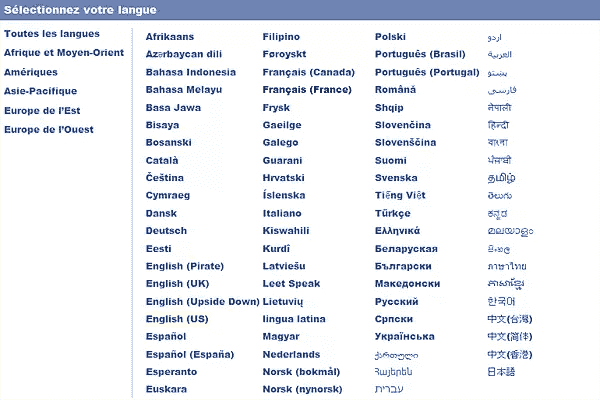 Sélectionnez votre langue
Toutes les langues
Afrique et Moyen-Orient
Amériques
Asie-Pacifique
Europe de l'Est
Europe de l'Ouest
Afrikaans
Azərbaycan dili
Bahasa Indonesia
Bahasa Melayu
Basa Jawa
Bisaya
Bosanski
Català
Čeština
Cymraeg
Dansk
Deutsch
Eesti
English (Pirate)
English (UK)
English (Upside Down)
English (US)
Español
Español (España)
Esperanto
Euskara
Filipino
Føroyskt
Français (Canada)
Français (France)
Frysk
Gaeilge
Galego
Guarani
Hrvatski
Íslenska
Italiano
Kiswahili
Kurdî
Latviešu
Leet Speak
Lietuvių
lingua latina
Magyar
Nederlands
Norsk (bokmål)
Norsk (nynorsk)
Polski
Português (Brasil)
Português (Portugal)
Română
Shqip
Slovenčina
Slovenščina
Suomi
Svenska
Tiếng Việt
Türkçe
Ελληνικά
Беларуская
Български
Македонски
Русский
Српски
Українська
ქართული
Հայերեն
עברית
اردو
العربية
پښتو
فارسی
नेपाली
हिन्दी
বাংলা
ਪੰਜਾਬੀ
தமிழ்
తెలుగు
ಕನ್ನಡ
മലയാളം
සිංහල
ภาษาไทย
ភាសាខ្មែរ
한국어
中文(台灣)
中文(简体)
中文(香港)
日本語